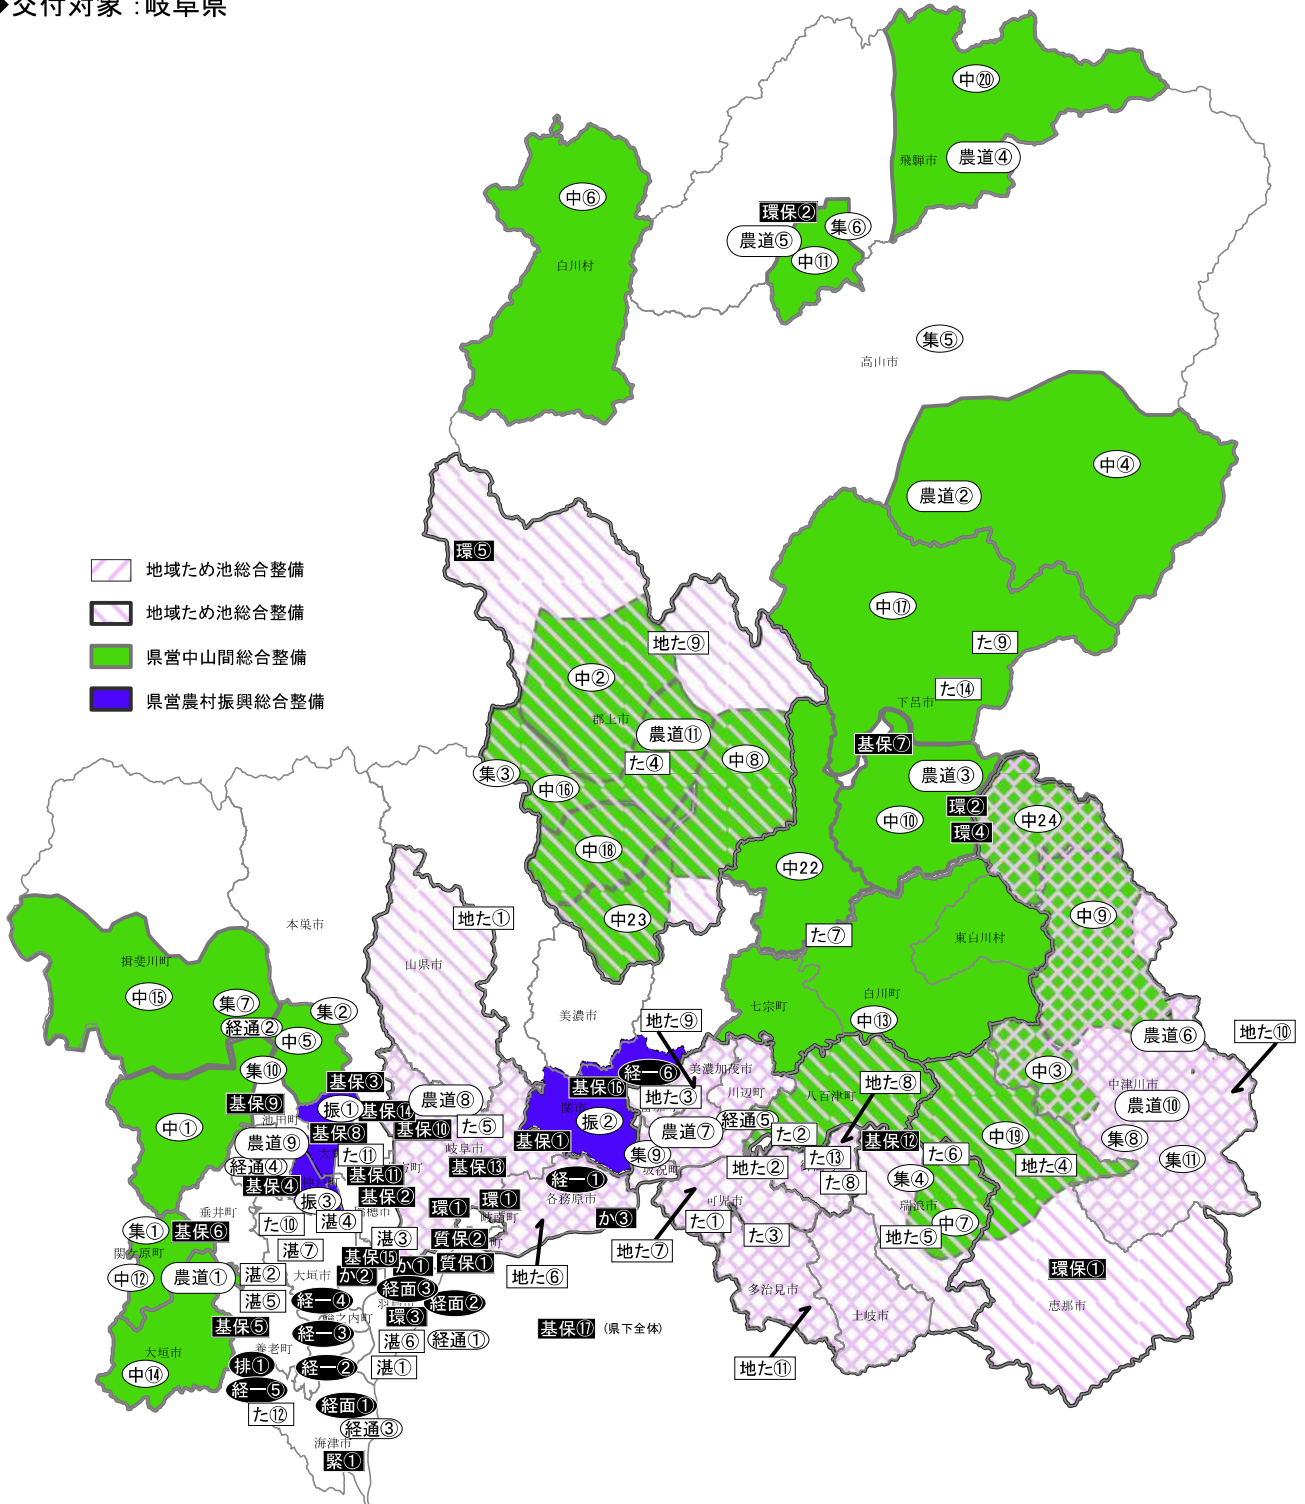 ◆交付対象：岐阜県
中⑳
飛騨市
農道④
中⑥
環保②
集⑥
農道⑤
中⑪
白川村
集⑤
高山市
中④
農道②
環⑤
地域ため池総合整備
地域ため池総合整備
県営中山間総合整備
県営農村振興総合整備
中⑰
た⑨
地た⑨
中②
た⑭
下呂市
郡上市
農道⑪
基保⑦
た④
中⑧
集③
農道③
中⑯
環②
中⑩
中24
環④
中⑱
中22
中23
中⑨
地た①
本巣市
た⑦
東白川村
揖斐川町
山県市
中⑮
白川町
集⑦
集②
七宗町
美濃市
中⑬
経通②
地た⑨
農道⑥
地た⑩
中⑤
集⑩
経一⑥
美濃加茂市
中③
基保③
基保⑯
地た⑧
中津川市
地た③
川辺町
八百津町
基保⑨
振①
基保⑭
農道⑧
関市
農道⑩
池田町
中①
振②
経通⑤
た⑤
基保⑧
基保⑩
農道⑦
た②
中⑲
集⑧
農道⑨
基保①
基保⑫
岐阜市
た⑪
集⑨
た⑬
た⑥
集⑪
経通④
基保⑬
坂祝町
地た②
地た④
基保⑪
基保④
経一①
た⑧
集④
振③
基保②
環①
環①
各務原市
可児市
瑞浪市
垂井町
た⑩
湛④
か③
た①
中⑦
集①
基保⑥
湛③
質保②
た③
地た⑤
関ケ原町
湛⑦
基保⑮
か①
質保①
地た⑥
地た⑦
中⑫
農道①
湛②
大垣市
か②
環保①
経面③
多治見市
湛⑤
経一④
経面②
恵那市
輪之内町
環③
土岐市
基保⑤
経一③
基保⑰
（県下全体）
湛⑥
経通①
大垣市
養老町
中⑭
排①
経一②
湛①
地た⑪
経一⑤
た⑫
経面①
経通③
海津市
緊①